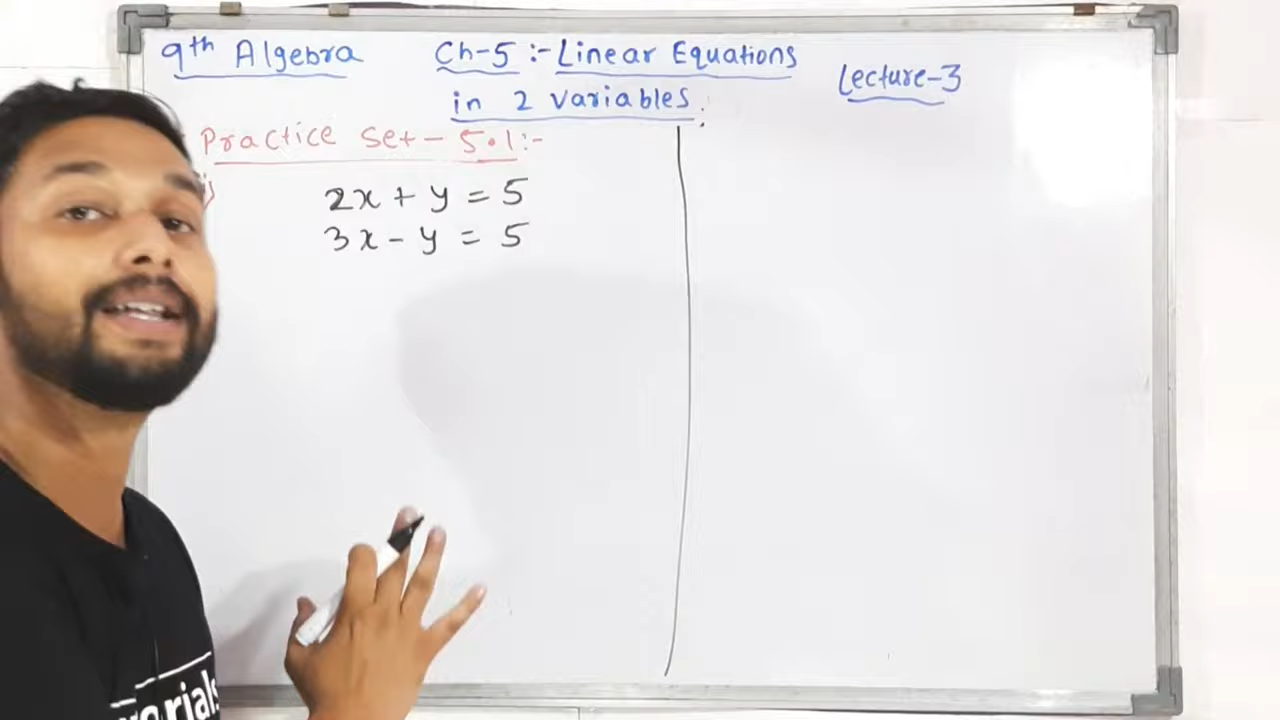 9th Algebra
Ch-5 :- Linear Equations
in 2 variables.
Lecture-3
Practice Set - 5.1:-
2x + y = 5
3x - y = 5